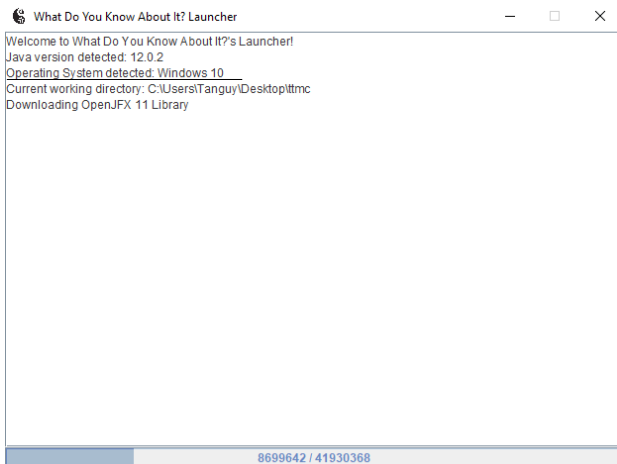 What Do You Know About It? Launcher
Welcome to What Do You Know About It?'s Launcher!
Java version detected: 12.0.2
Operating System detected: Windows 10
Current working directory: C:\Users\Tanguy\Desktop\ttmc
Downloading OpenJFX 11 Library
8699642 / 41930368